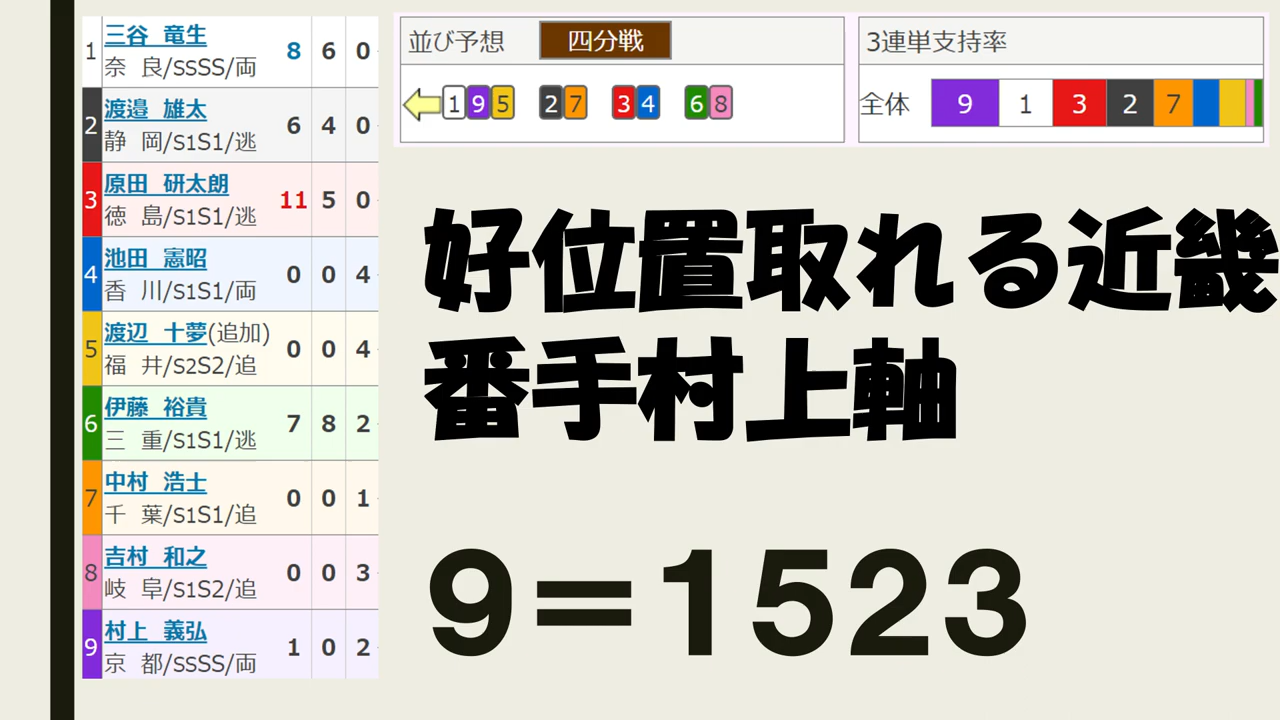 1 三谷 竜生 8 6 0
奈 良/SSSS/両
2 渡邉 雄太 6 4 0
静 岡/S1S1/逃
3 原田 研太朗 11 5 0
徳 島/S1S1/逃
4 池田 憲昭 0 0 4
香 川/S1S1/両
5 渡辺 十夢(追加) 0 0 4
福 井/S2S2/追
6 伊藤 裕貴 7 8 2
三 重/S1S1/逃
7 中村 浩士 0 0 1
千 葉/S1S1/追
8 吉村 和之 0 0 3
岐 阜/S1S2/追
9 村上 義弘 1 0 2
京 都/SSSS/両
並び予想 四分戦
1 9 5 2 7 3 4 6 8
3連単支持率
全体 9 1 3 2 7
好位置取れる近畿
番手村上軸
9=1523